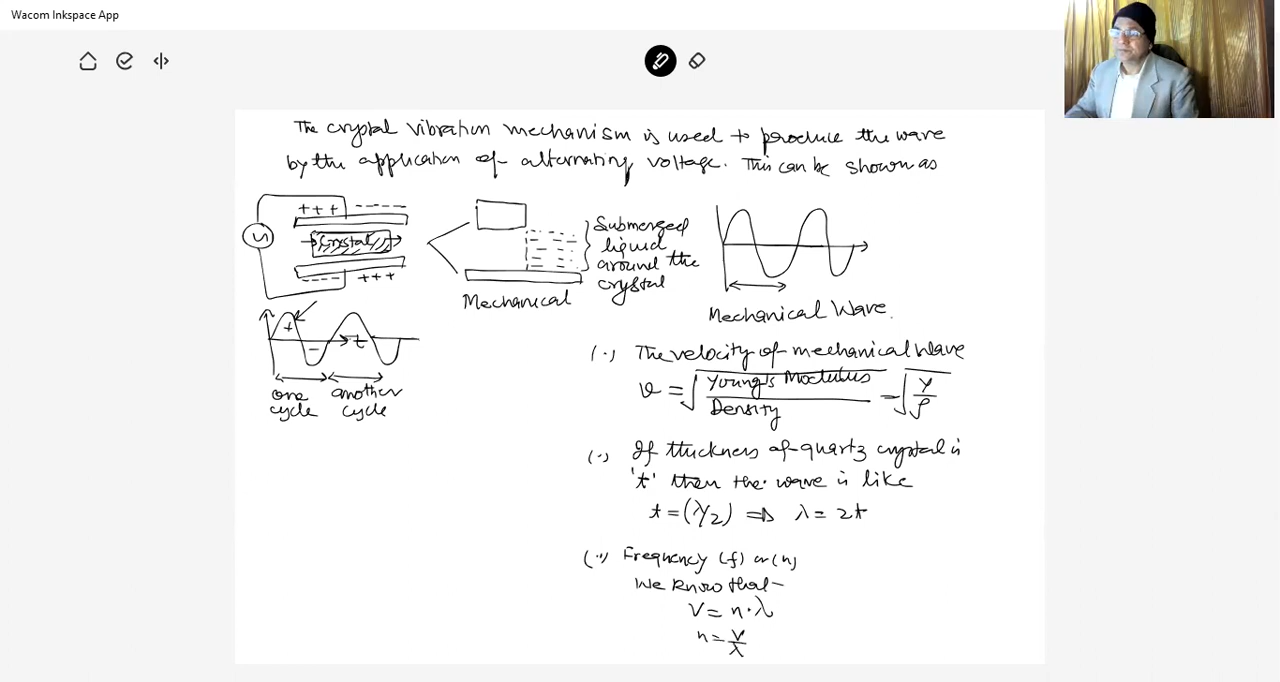 Wacom Inkspace App
The crystal vibration mechanism is used to produce the wave
by the application of alternating voltage. This can be shown as
+++ -----
Crystal
---- +++
Submerged
liquid
around the
crystal
Mechanical
Mechanical Wave.
+ - t
one cycle
another cycle
(.) The velocity of mechanical wave
v = √(Young's Modulus / Density) = √(Y/ρ)
(..) If thickness of quartz crystal is
't' then the wave is like
t = (λ/2) ⇒ λ = 2t
(...) Frequency (f) or (n)
We know that -
V = n·λ
n = V/λ